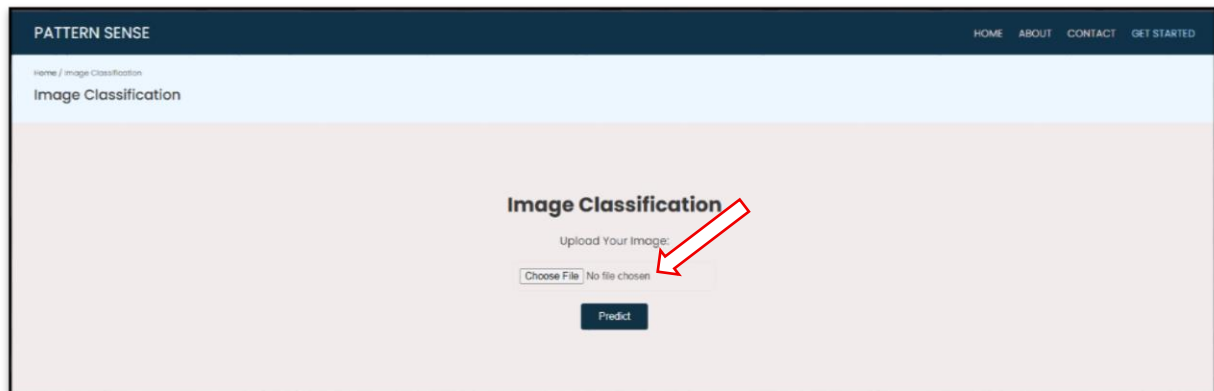 PATTERN SENSE
HOME ABOUT CONTACT GET STARTED
Home / Image Classification
Image Classification
Image Classification
Upload Your Image:
Choose File No file chosen
Predict